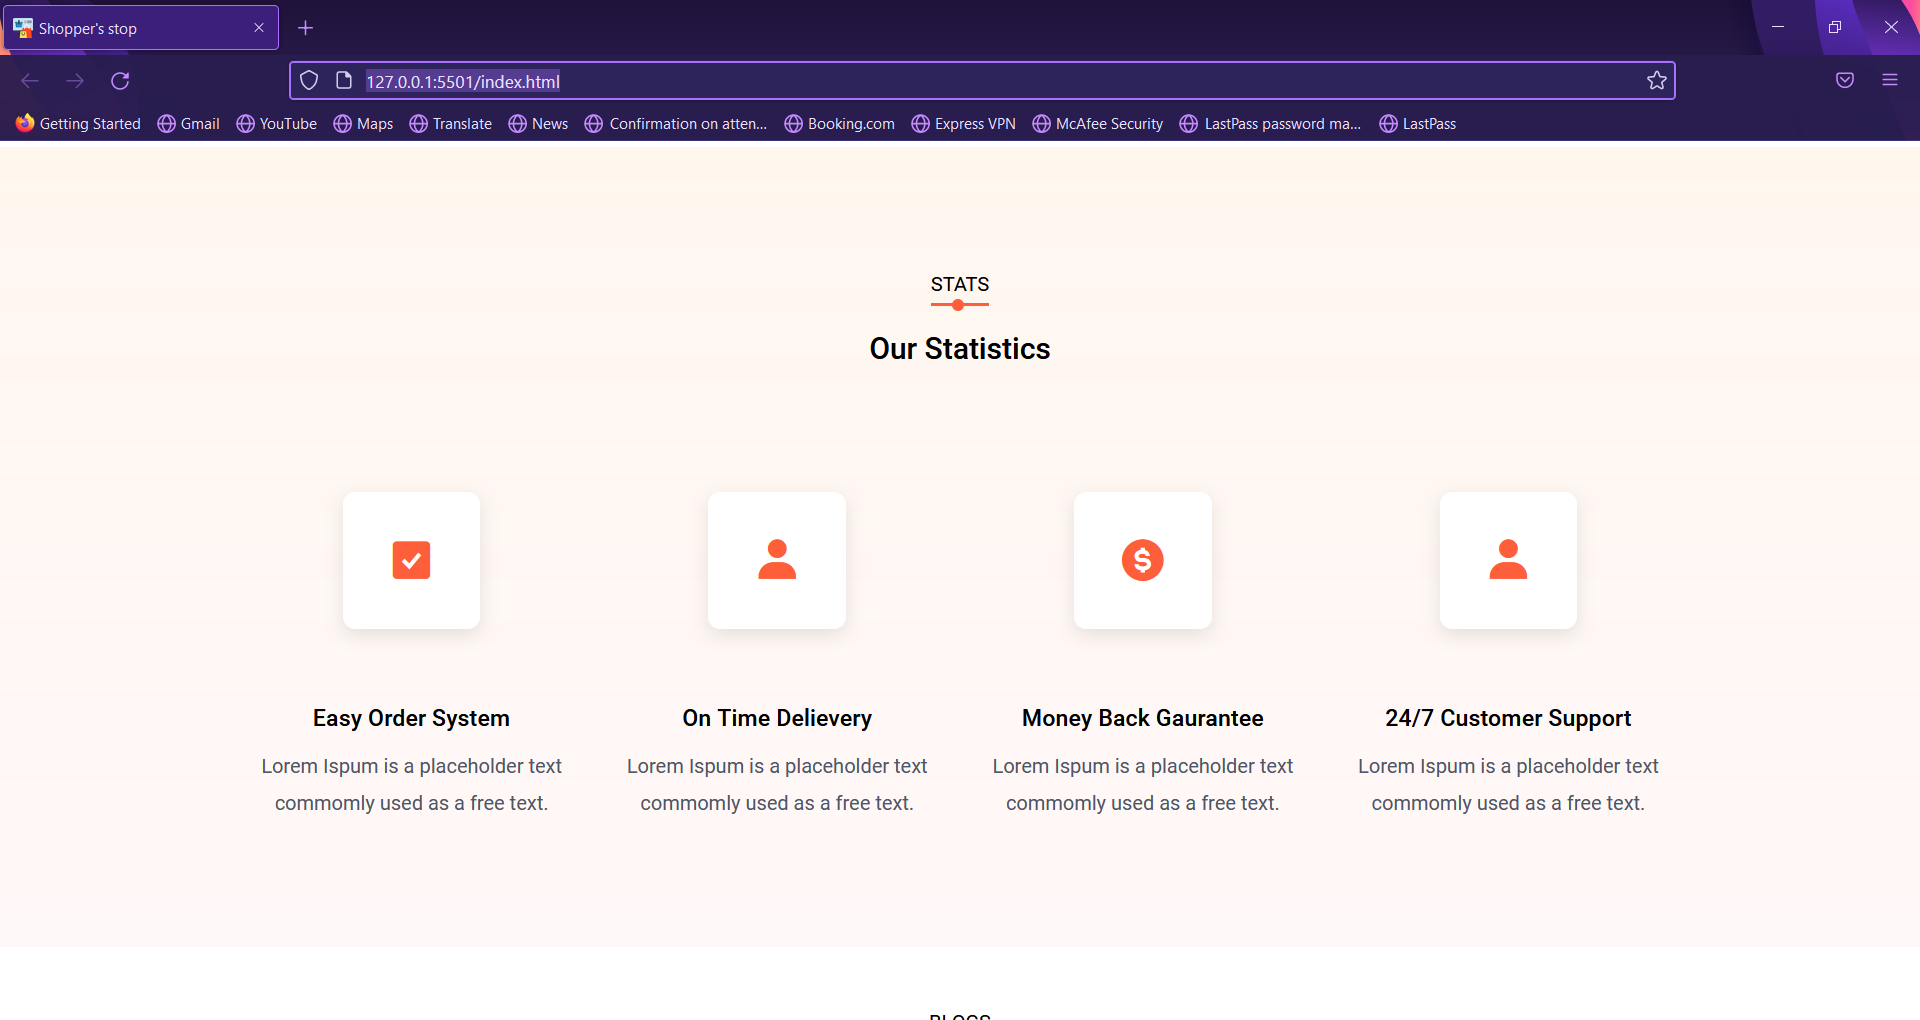 Shopper's stop
127.0.0.1:5501/index.html
Getting Started Gmail YouTube Maps Translate News Confirmation on atten... Booking.com Express VPN McAfee Security LastPass password ma... LastPass
STATS
Our Statistics
Easy Order System On Time Delievery Money Back Gaurantee 24/7 Customer Support
Lorem Ispum is a placeholder text Lorem Ispum is a placeholder text Lorem Ispum is a placeholder text Lorem Ispum is a placeholder text
commomly used as a free text. commomly used as a free text. commomly used as a free text. commomly used as a free text.
BLOGS